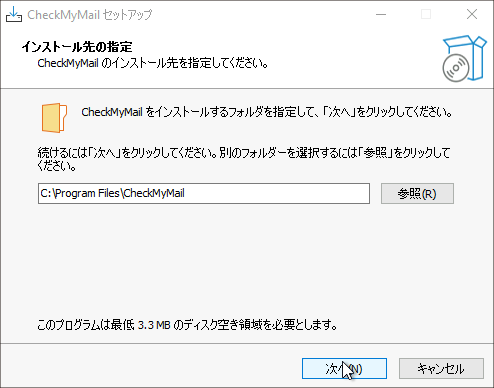 CheckMyMail セットアップ
インストール先の指定
CheckMyMail のインストール先を指定してください。
CheckMyMail をインストールするフォルダを指定して、「次へ」をクリックしてください。
続けるには「次へ」をクリックしてください。別のフォルダーを選択するには「参照」をクリックして
ください。
C:\Program Files\CheckMyMail
参照(R)
このプログラムは最低 3.3 MB のディスク空き領域を必要とします。
次へ(N)
キャンセル